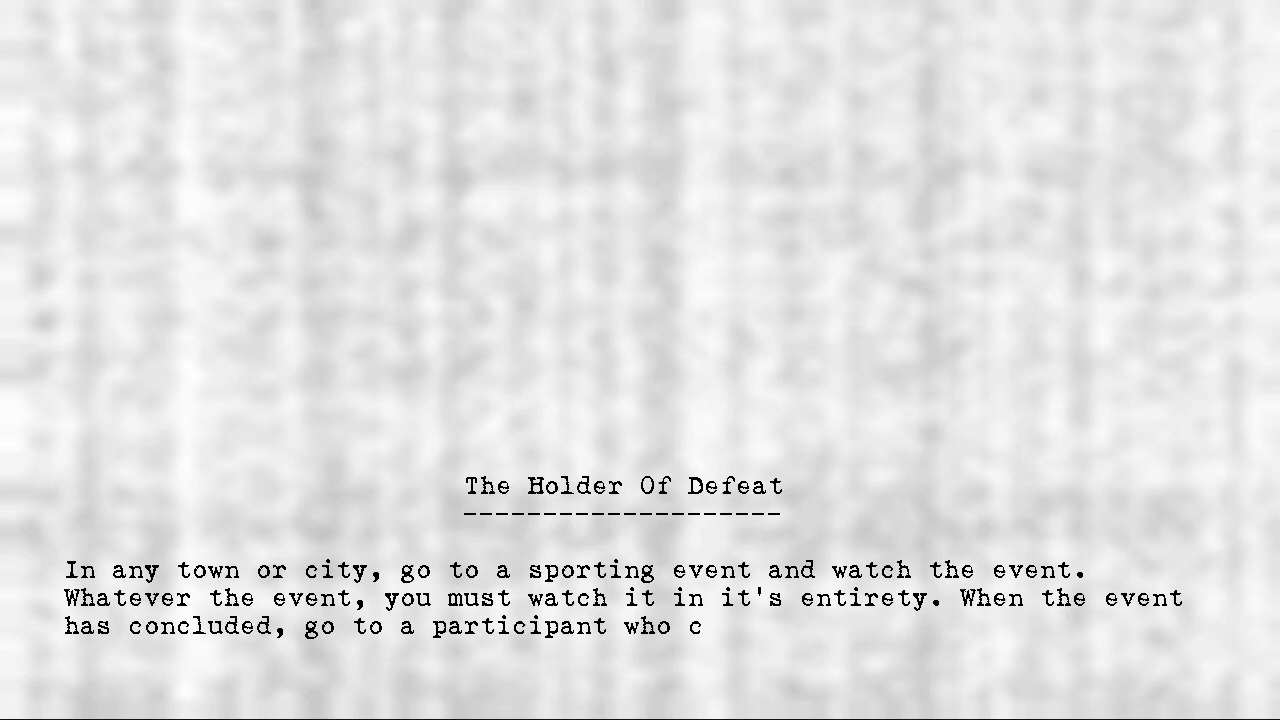 The Holder Of Defeat
--------------------
In any town or city, go to a sporting event and watch the event.
Whatever the event, you must watch it in it's entirety. When the event
has concluded, go to a participant who c